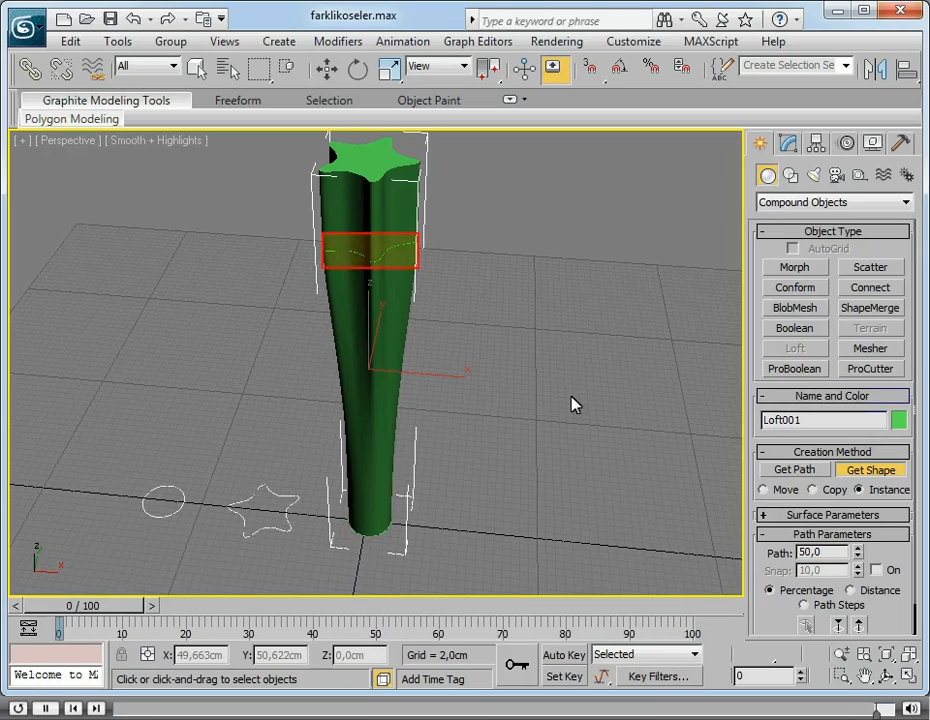 farklikoseler.max
Type a keyword or phrase
Edit Tools Group Views Create Modifiers Animation Graph Editors Rendering Customize MAXScript Help
All View Create Selection Se
Graphite Modeling Tools Freeform Selection Object Paint
Polygon Modeling
[ + ] [ Perspective ] [ Smooth + Highlights ]
Compound Objects
- Object Type
AutoGrid
Morph Scatter
Conform Connect
BlobMesh ShapeMerge
Boolean Terrain
Loft Mesher
ProBoolean ProCutter
- Name and Color
Loft001
- Creation Method
Get Path Get Shape
Move Copy Instance
+ Surface Parameters
- Path Parameters
Path: 50,0
Snap: 10,0 On
Percentage Distance
Path Steps
z
y
x
z
x
< 0 / 100 >
0 10 20 30 40 50 60 70 80 90 100
X: 49,663cm Y: 50,622cm Z: 0,0cm Grid = 2,0cm Auto Key Selected
Welcome to M Click or click-and-drag to select objects Add Time Tag Set Key Key Filters... 0